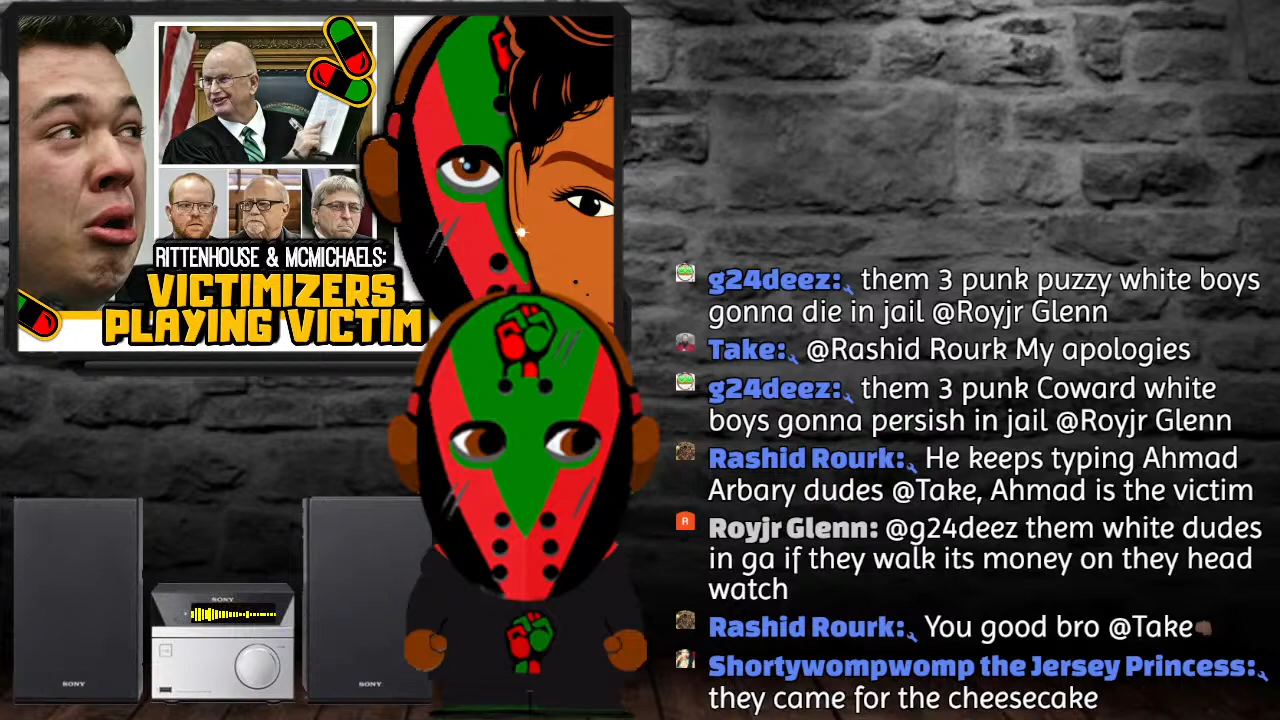 RITTENHOUSE & MCMICHAELS:
VICTIMIZERS
PLAYING VICTIM
SONY
SONY
SONY
g24deez: them 3 punk puzzy white boys
gonna die in jail @Royjr Glenn
Take: @Rashid Rourk My apologies
g24deez: them 3 punk Coward white
boys gonna persish in jail @Royjr Glenn
Rashid Rourk: He keeps typing Ahmad
Arbary dudes @Take, Ahmad is the victim
R
Royjr Glenn: @g24deez them white dudes
in ga if they walk its money on they head
watch
Rashid Rourk: You good bro @Take
Shortywompwomp the Jersey Princess:
they came for the cheesecake